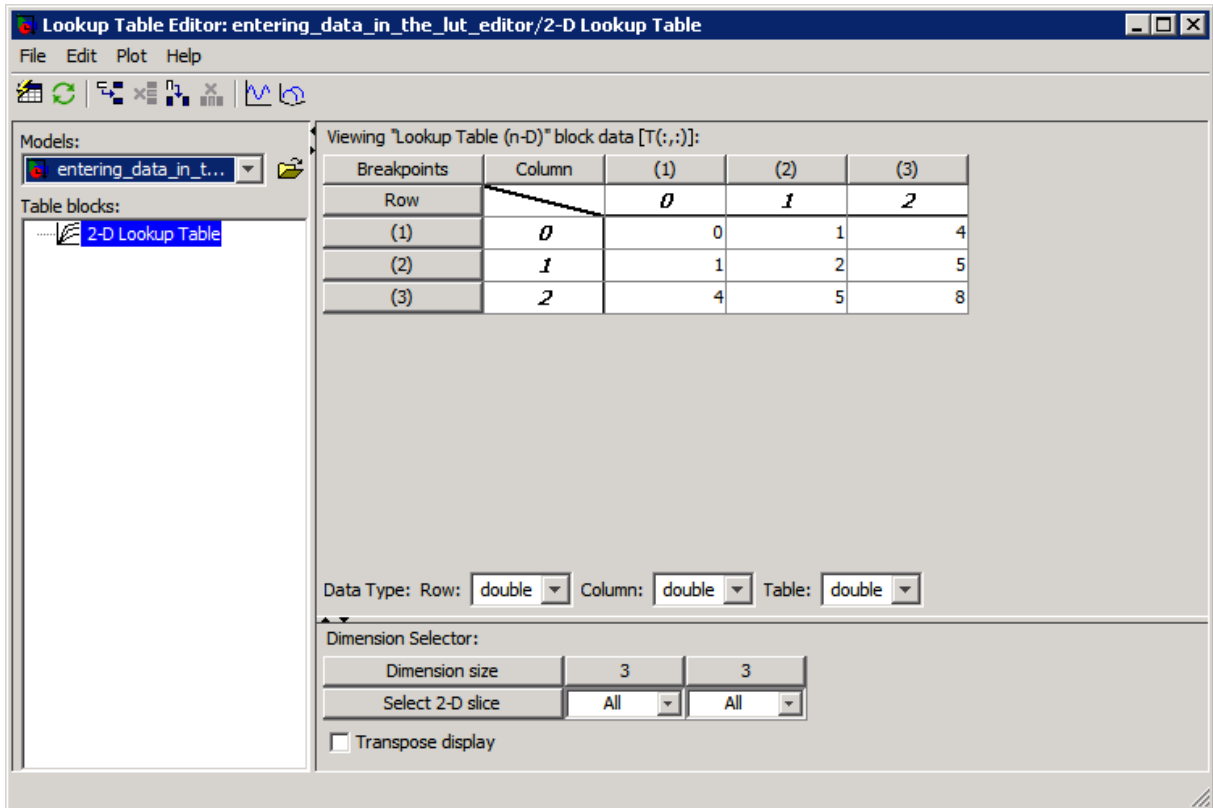 Lookup Table Editor: entering_data_in_the_lut_editor/2-D Lookup Table
File Edit Plot Help
Models:
entering_data_in_t...
Table blocks:
2-D Lookup Table
Viewing "Lookup Table (n-D)" block data [T(:,:)]:
Breakpoints Column (1) (2) (3)
Row 0 1 2
(1) 0 0 1 4
(2) 1 1 2 5
(3) 2 4 5 8
Data Type: Row: double Column: double Table: double
Dimension Selector:
Dimension size 3 3
Select 2-D slice All All
Transpose display